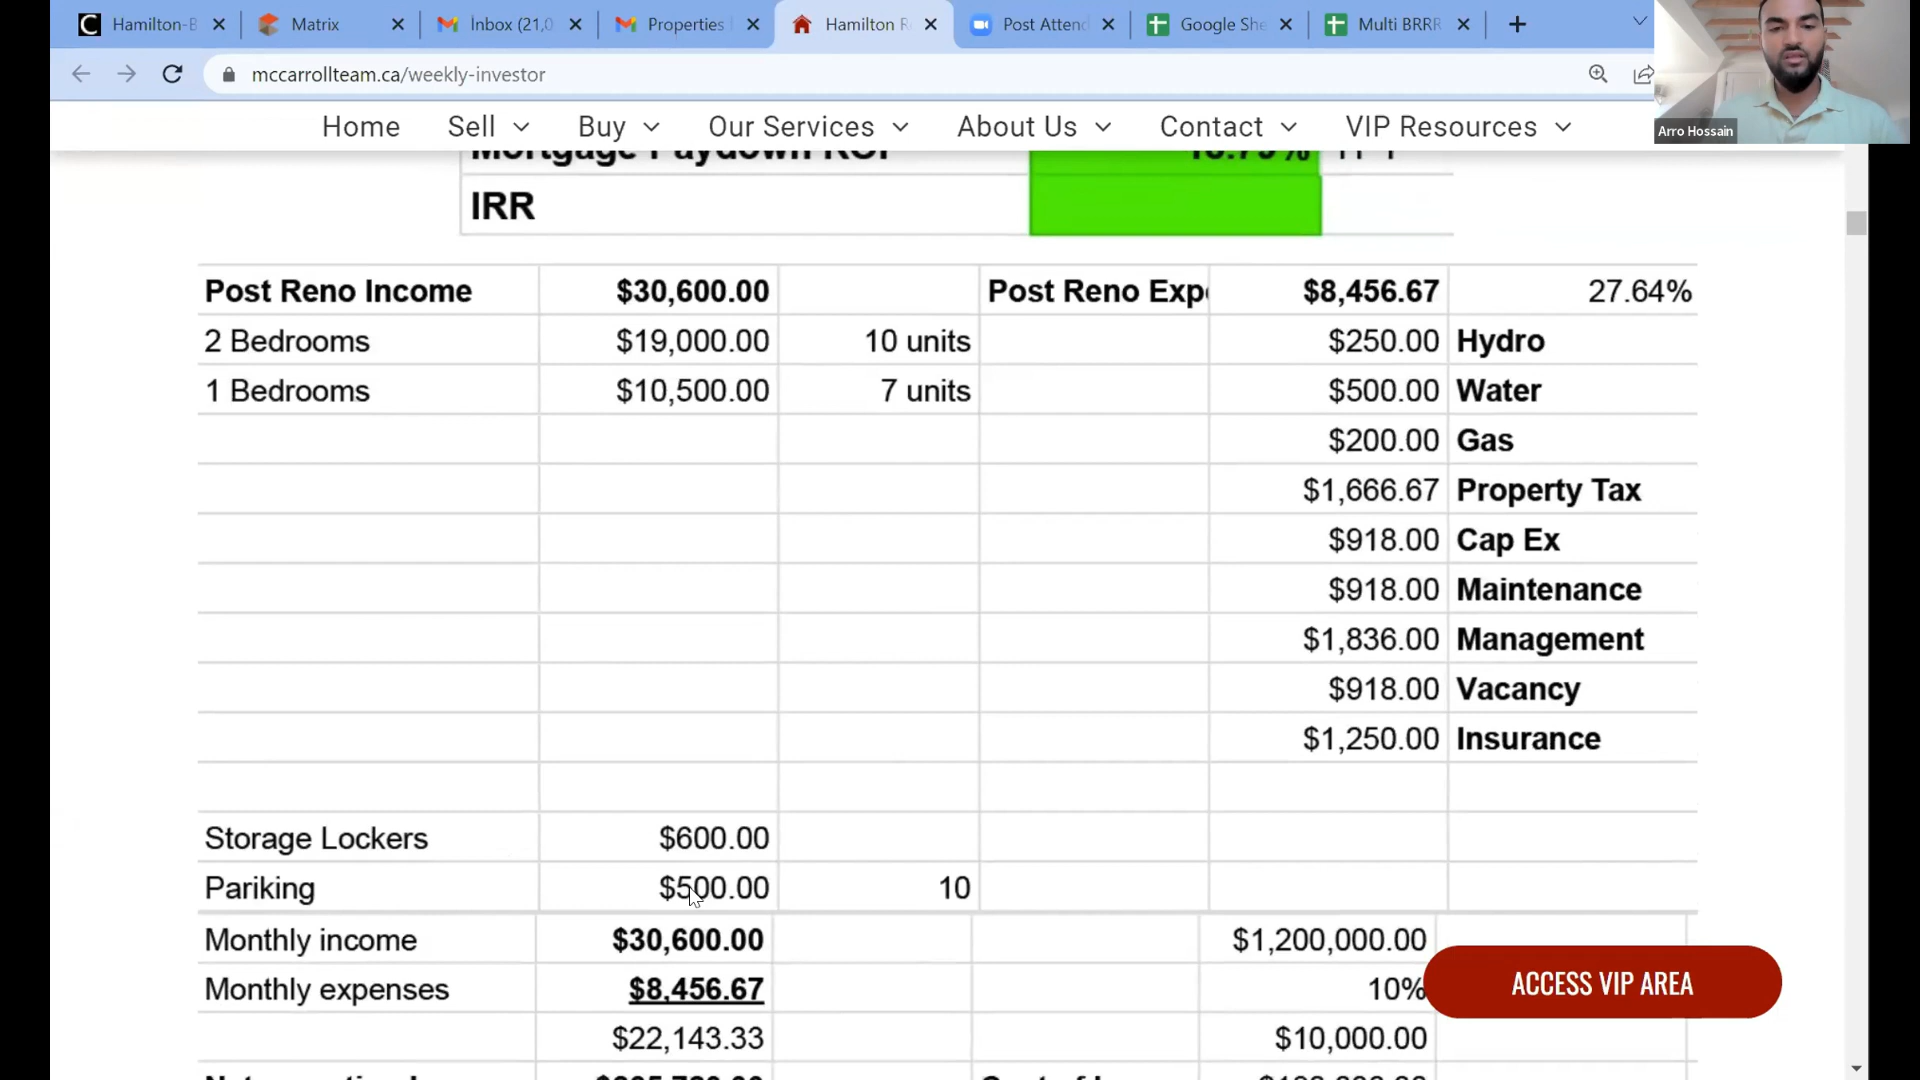 Hamilton-B
Matrix
Inbox (21,0
Properties
Hamilton R
Post Attend
Google She
Multi BRRR
mccarrollteam.ca/weekly-investor
Home Sell Buy Our Services About Us Contact VIP Resources
Arro Hossain
Mortgage Paydown ROI
IRR
Post Reno Income $30,600.00 Post Reno Exp $8,456.67 27.64%
2 Bedrooms $19,000.00 10 units $250.00 Hydro
1 Bedrooms $10,500.00 7 units $500.00 Water
$200.00 Gas
$1,666.67 Property Tax
$918.00 Cap Ex
$918.00 Maintenance
$1,836.00 Management
$918.00 Vacancy
$1,250.00 Insurance
Storage Lockers $600.00
Pariking $500.00 10
Monthly income $30,600.00 $1,200,000.00
Monthly expenses $8,456.67 10%
$22,143.33 $10,000.00
ACCESS VIP AREA